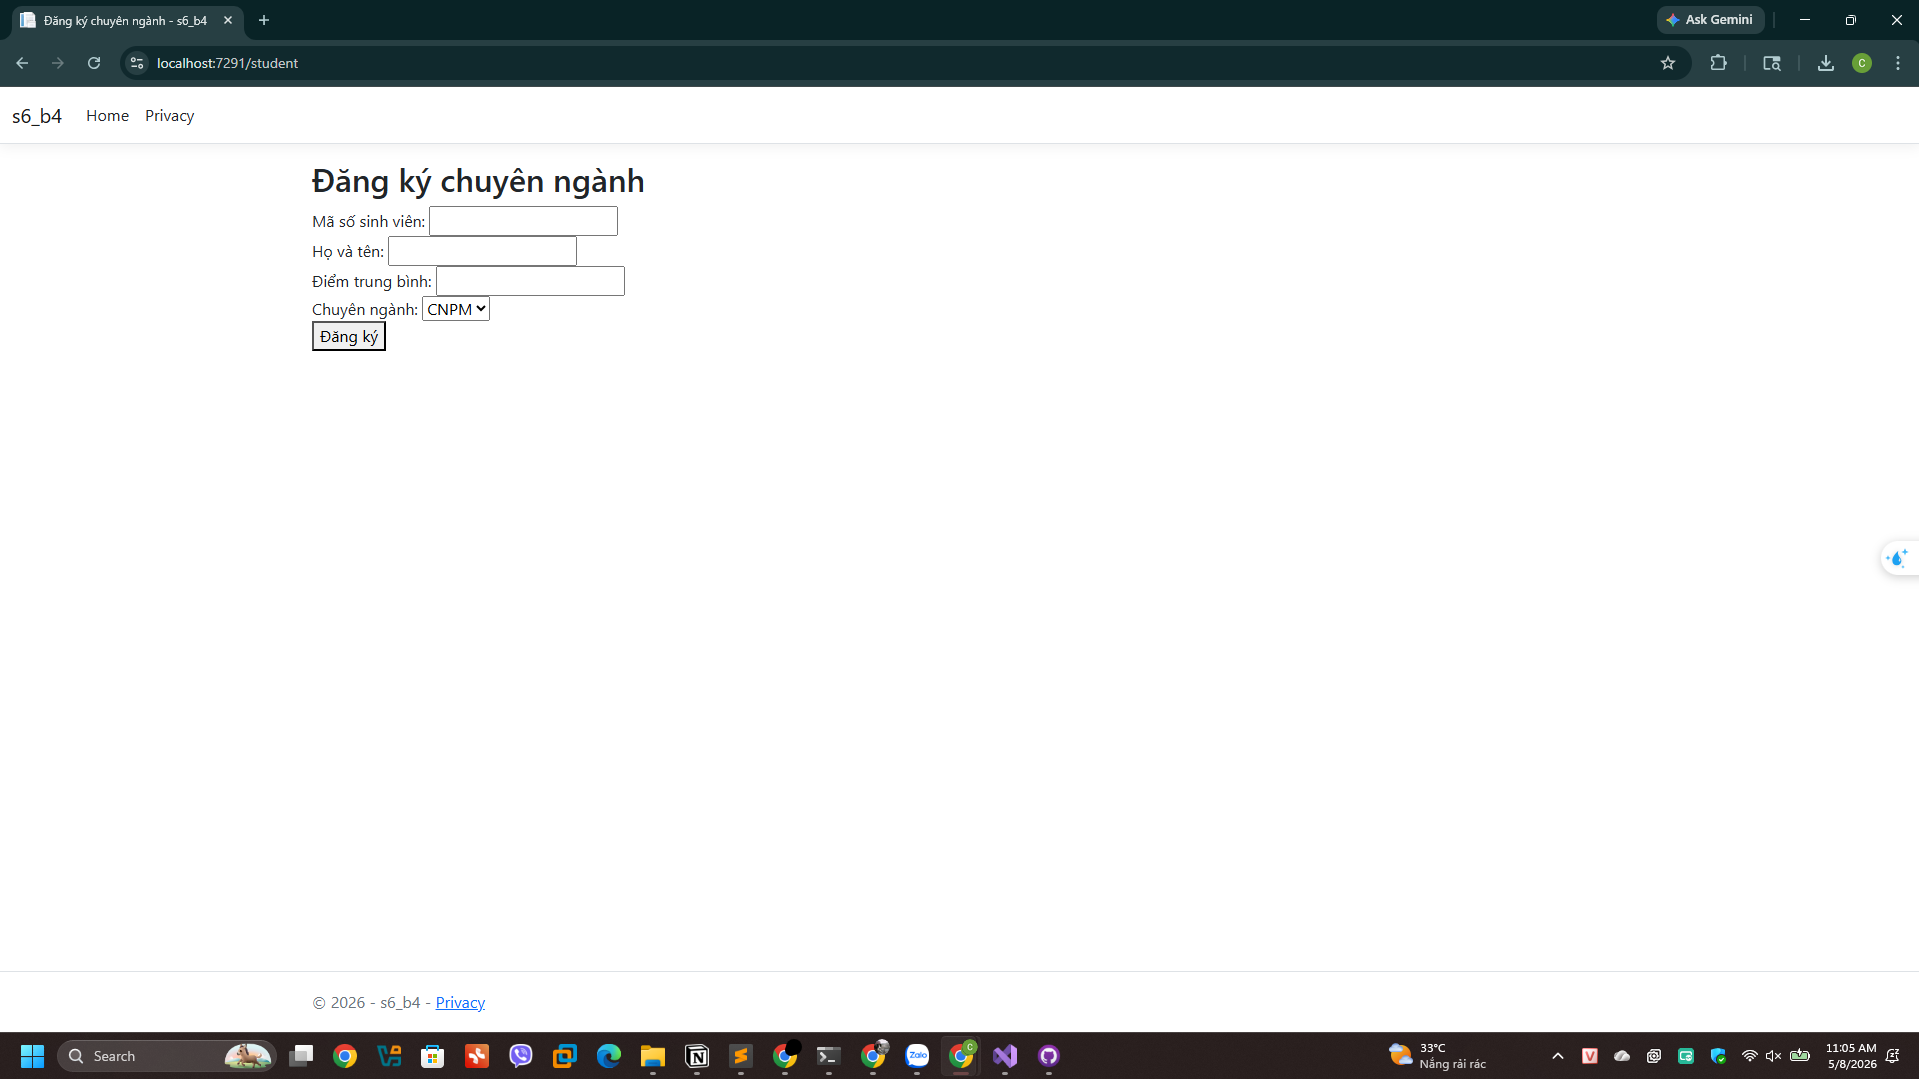 Đăng ký chuyên ngành - s6_b4
Ask Gemini
localhost:7291/student
C
s6_b4 Home Privacy
Đăng ký chuyên ngành
Mã số sinh viên:
Họ và tên:
Điểm trung bình:
Chuyên ngành: CNPM
Đăng ký
© 2026 - s6_b4 - Privacy
Search
Zalo
C
33°C
Nắng rải rác
V
11:05 AM
5/8/2026